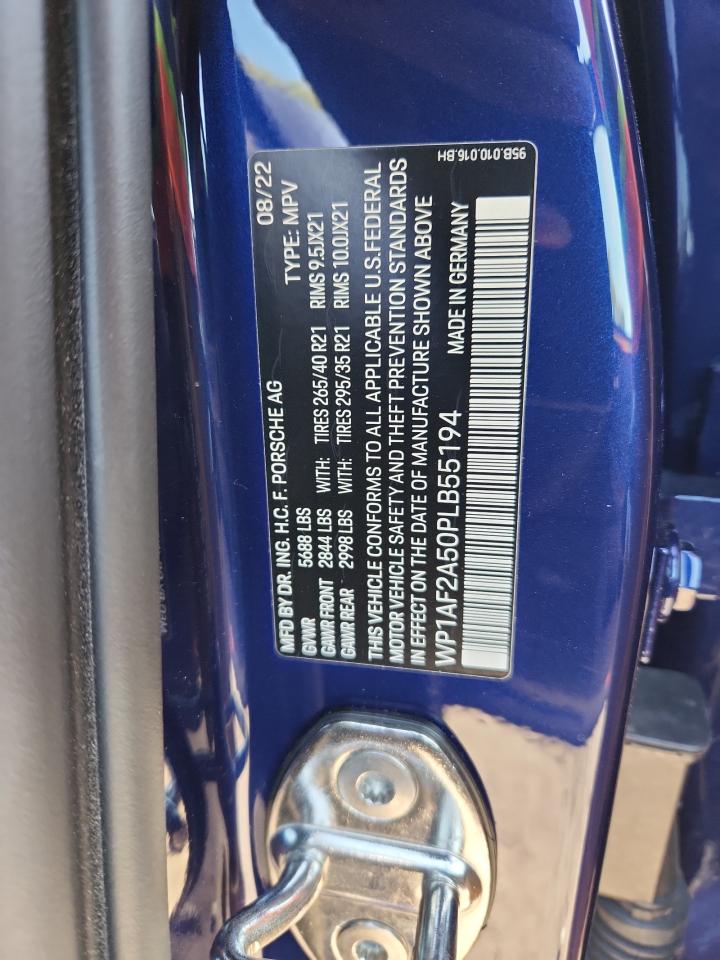 MFD BY DR. ING. H.C. F. PORSCHE AG 08/22
GVWR 5688 LBS TYPE: MPV
GAWR FRONT 2844 LBS WITH: TIRES 265/40 R21 RIMS 9.5JX21
GAWR REAR 2998 LBS WITH: TIRES 295/35 R21 RIMS 10.0JX21
THIS VEHICLE CONFORMS TO ALL APPLICABLE U.S. FEDERAL
MOTOR VEHICLE SAFETY AND THEFT PREVENTION STANDARDS
IN EFFECT ON THE DATE OF MANUFACTURE SHOWN ABOVE
WP1AF2A50PLB55194 MADE IN GERMANY
95B.010.016.BH